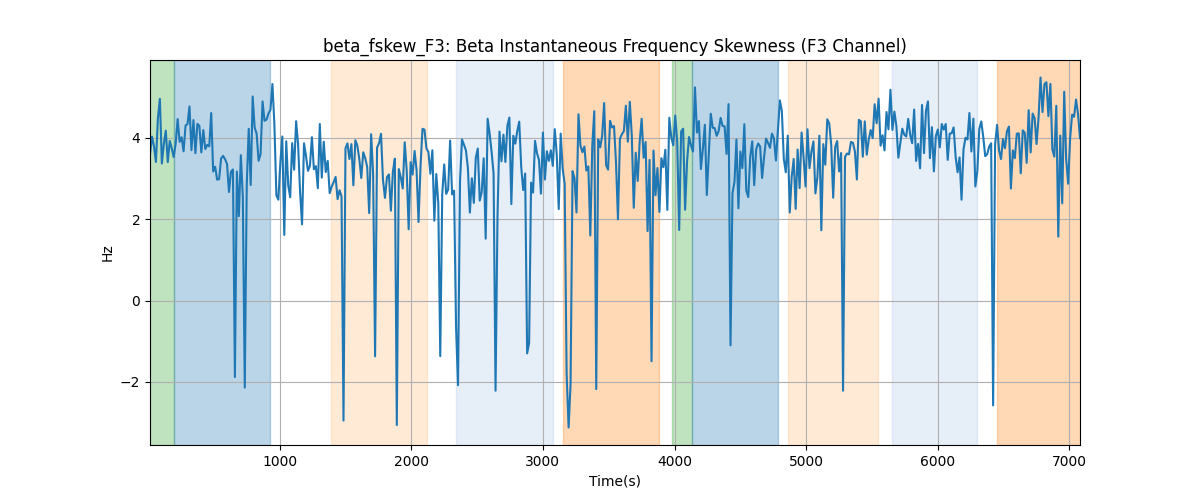 beta_fskew_F3: Beta Instantaneous Frequency Skewness (F3 Channel)
Hz
4
2
0
−2
1000 2000 3000 4000 5000 6000 7000
Time(s)